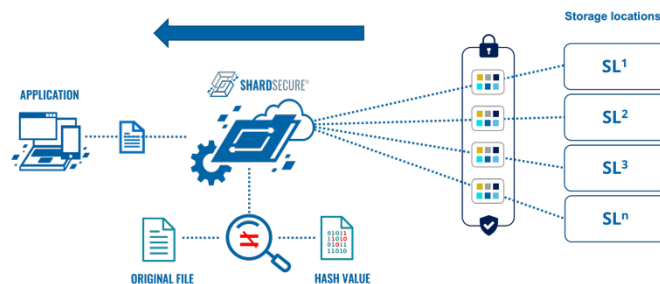 Storage locations
SHARDSECURE®
APPLICATION
SL¹
SL²
SL³
SLⁿ
01011
11010
01011
11010
ORIGINAL FILE
HASH VALUE